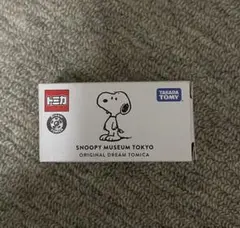 トミカ
TAKARA
TOMY
SNOOPY MUSEUM TOKYO
ORIGINAL DREAM TOMICA